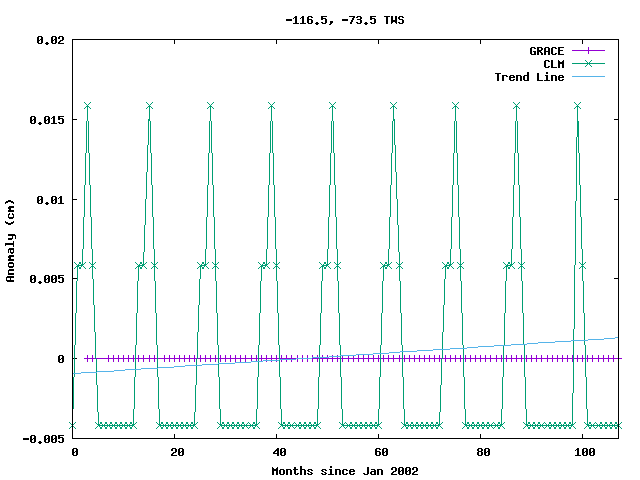 -116.5, -73.5 TWS
0.02
GRACE
CLM
Trend Line
0.015
0.01
Anomaly (cm)
0.005
0
-0.005
0 20 40 60 80 100
Months since Jan 2002